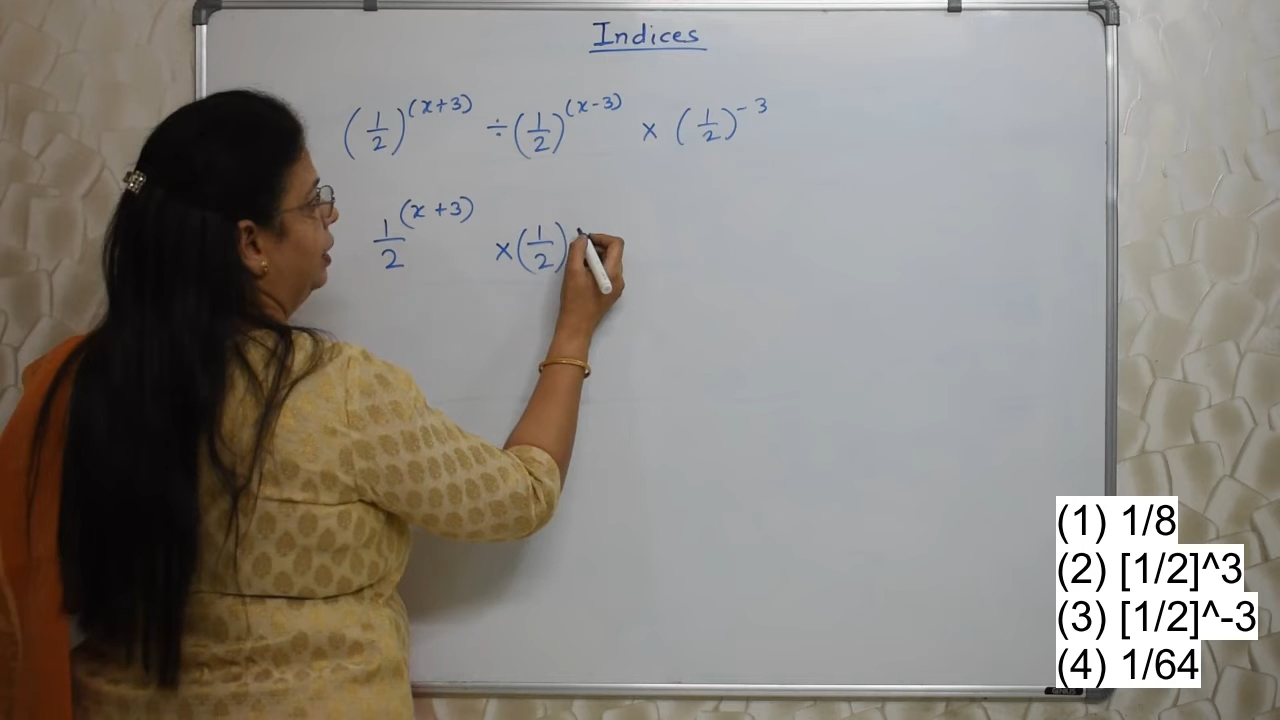 Indices
(1/2)^(x+3) ÷ (1/2)^(x-3) × (1/2)^-3
1/2^(x+3) × (1/2)
(1) 1/8
(2) [1/2]^3
(3) [1/2]^-3
(4) 1/64